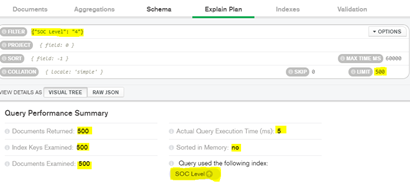 Documents Aggregations Schema Explain Plan Indexes Validation
FILTER {"SOC Level": "4"} OPTIONS
PROJECT { field: 0 }
SORT { field: -1 } MAX TIME MS 60000
COLLATION { locale: 'simple' } SKIP 0 LIMIT 500
VIEW DETAILS AS VISUAL TREE RAW JSON
Query Performance Summary
Documents Returned: 500 Actual Query Execution Time (ms): 5
Index Keys Examined: 500 Sorted in Memory: no
Documents Examined: 500 Query used the following index:
SOC Level